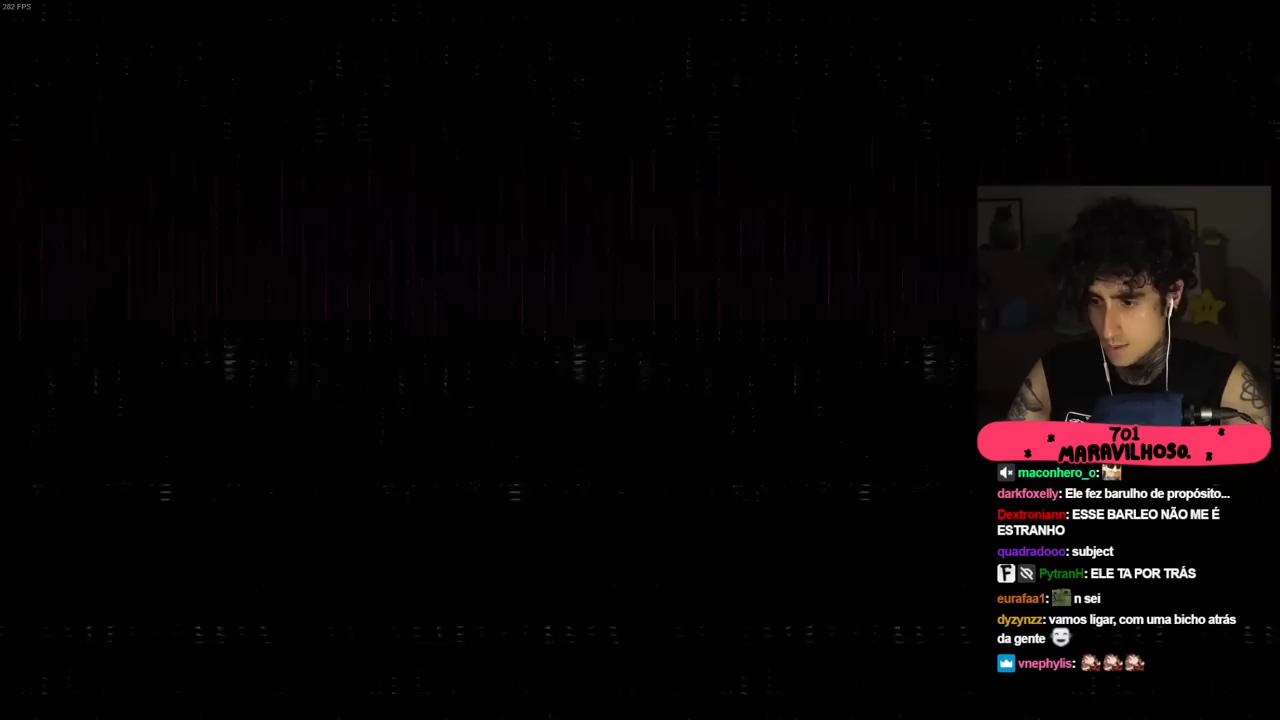 282 FPS
701
MARAVILHOSO.
maconhero_o:
darkfoxelly: Ele fez barulho de propósito...
Dextroniann: ESSE BARLEO NÃO ME É
ESTRANHO
quadradooo: subject
F PytranH: ELE TA POR TRÁS
eurafaa1: n sei
dyzynzz: vamos ligar, com uma bicho atrás
da gente
vnephylis: